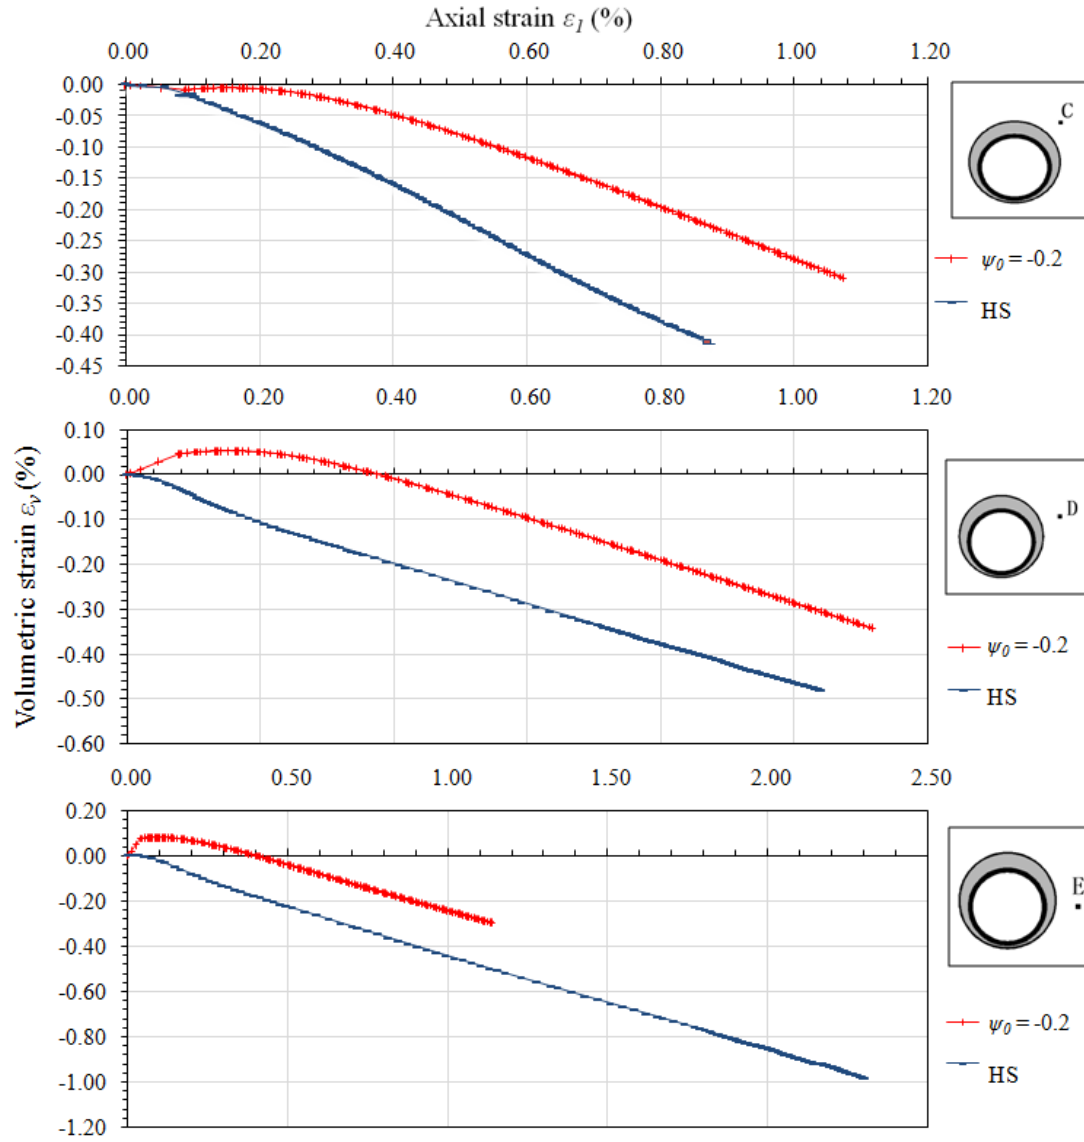 Axial strain ε1 (%)
0.00 0.20 0.40 0.60 0.80 1.00 1.20
0.00
-0.05
-0.10
-0.15
-0.20
-0.25
-0.30
-0.35
-0.40
-0.45
C
ψ0 = -0.2
HS
0.00 0.20 0.40 0.60 0.80 1.00 1.20
Volumetric strain εv (%)
0.10
0.00
-0.10
-0.20
-0.30
-0.40
-0.50
-0.60
D
ψ0 = -0.2
HS
0.00 0.50 1.00 1.50 2.00 2.50
0.20
0.00
-0.20
-0.40
-0.60
-0.80
-1.00
-1.20
E
ψ0 = -0.2
HS